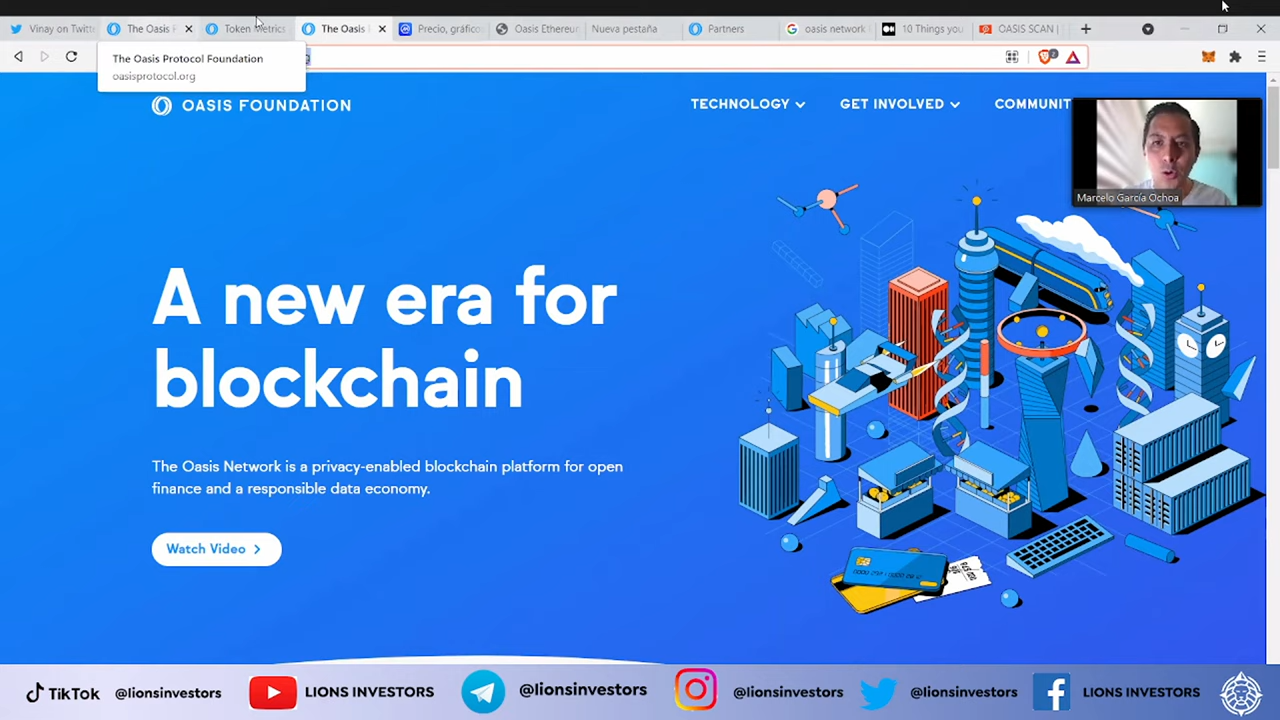 Vinay on Twitt
The Oasis P
Token Metrics
The Oasis
Precio, gráfico
Oasis Ethereum
Nueva pestaña
Partners
oasis network
10 Things you
OASIS SCAN |
The Oasis Protocol Foundation
oasisprotocol.org
OASIS FOUNDATION
TECHNOLOGY
GET INVOLVED
COMMUNIT
Marcelo García Ochoa
A new era for
blockchain
The Oasis Network is a privacy-enabled blockchain platform for open
finance and a responsible data economy.
Watch Video
TikTok @lionsinvestors
LIONS INVESTORS
@lionsinvestors
@lionsinvestors
@lionsinvestors
LIONS INVESTORS